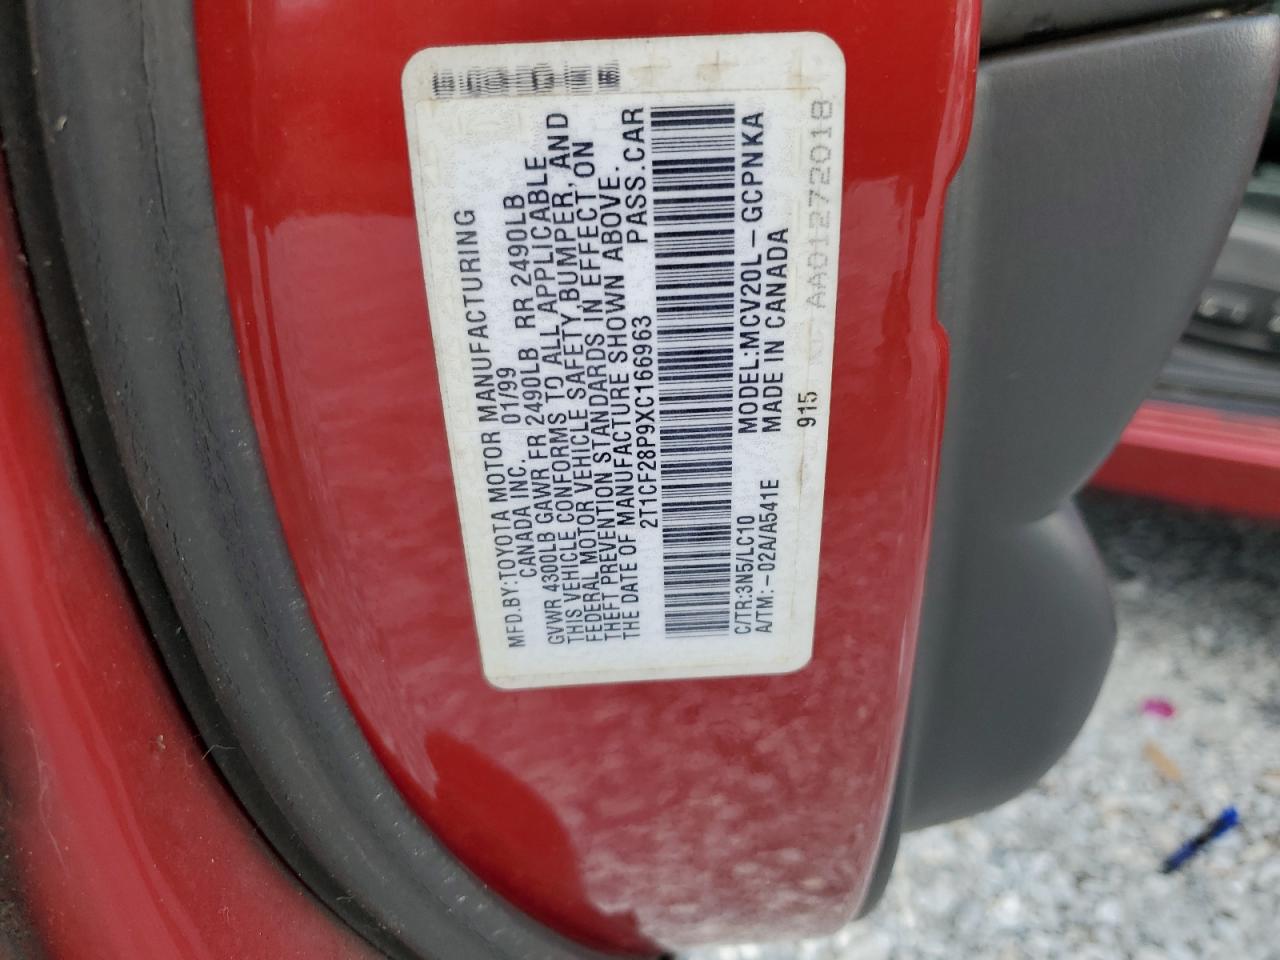 MFD.BY:TOYOTA MOTOR MANUFACTURING
CANADA INC. 01/99
GVWR 4300LB GAWR FR 2490LB RR 2490LB
THIS VEHICLE CONFORMS TO ALL APPLICABLE
FEDERAL MOTOR VEHICLE SAFETY,BUMPER, AND
THEFT PREVENTION STANDARDS IN EFFECT ON
THE DATE OF MANUFACTURE SHOWN ABOVE.
2T1CF28P9XC166963 PASS.CAR
C/TR:3N5/LC10 MODEL:MCV20L-GCPNKA
A/TM:-02A/A541E MADE IN CANADA
915
AA01272018